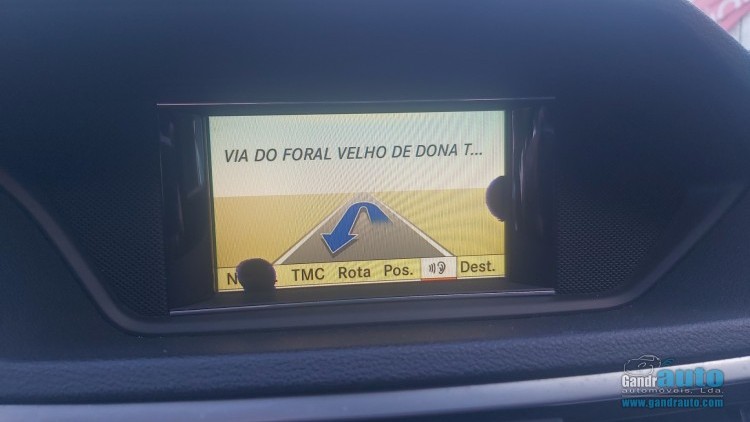 VIA DO FORAL VELHO DE DONA T...
TMC Rota Pos. Dest.
Gandrauto
automóveis, Lda.
www.gandrauto.com